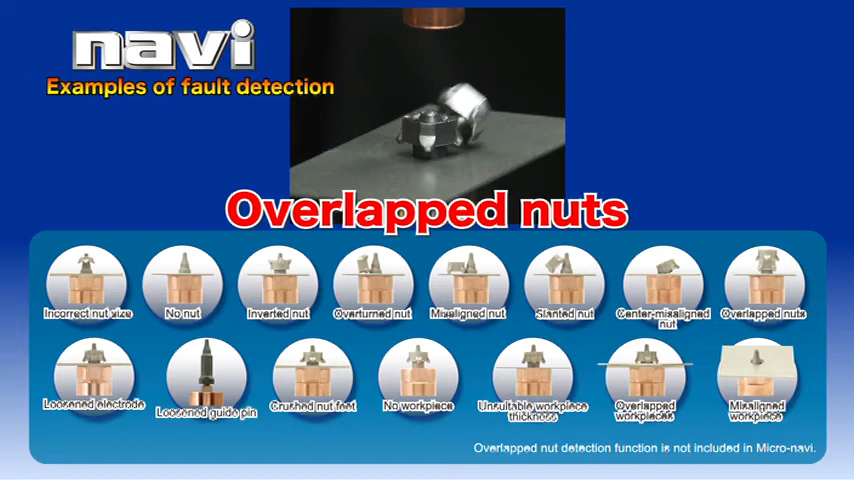 navi
Examples of fault detection
Overlapped nuts
Incorrect nut size
No nut
Inverted nut
Overturned nut
Misaligned nut
Slanted nut
Center-misaligned
nut
Overlapped nuts
Loosened electrode
Loosened guide pin
Crushed nut feet
No workpiece
Unsuitable workpiece
thickness
Overlapped
workpieces
Misaligned
workpiece
Overlapped nut detection function is not included in Micro-navi.